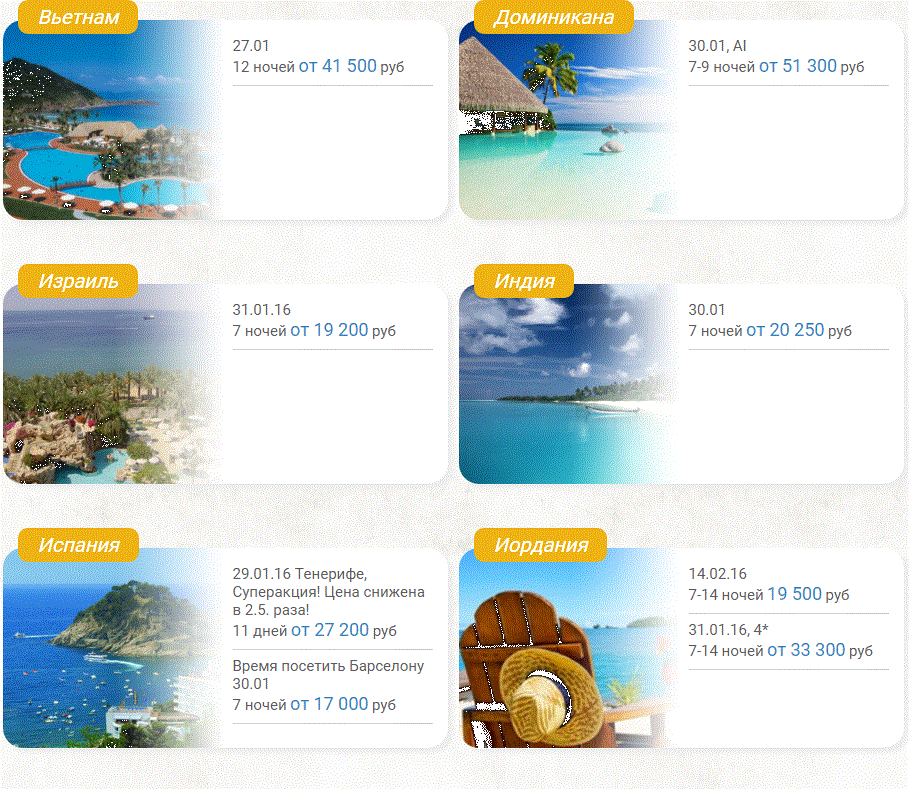 Вьетнам
27.01
12 ночей от 41 500 руб
Доминикана
30.01, AI
7-9 ночей от 51 300 руб
Израиль
31.01.16
7 ночей от 19 200 руб
Индия
30.01
7 ночей от 20 250 руб
Испания
29.01.16 Тенерифе,
Суперакция! Цена снижена
в 2.5. раза!
11 дней от 27 200 руб
Время посетить Барселону
30.01
7 ночей от 17 000 руб
Иордания
14.02.16
7-14 ночей 19 500 руб
31.01.16, 4*
7-14 ночей от 33 300 руб